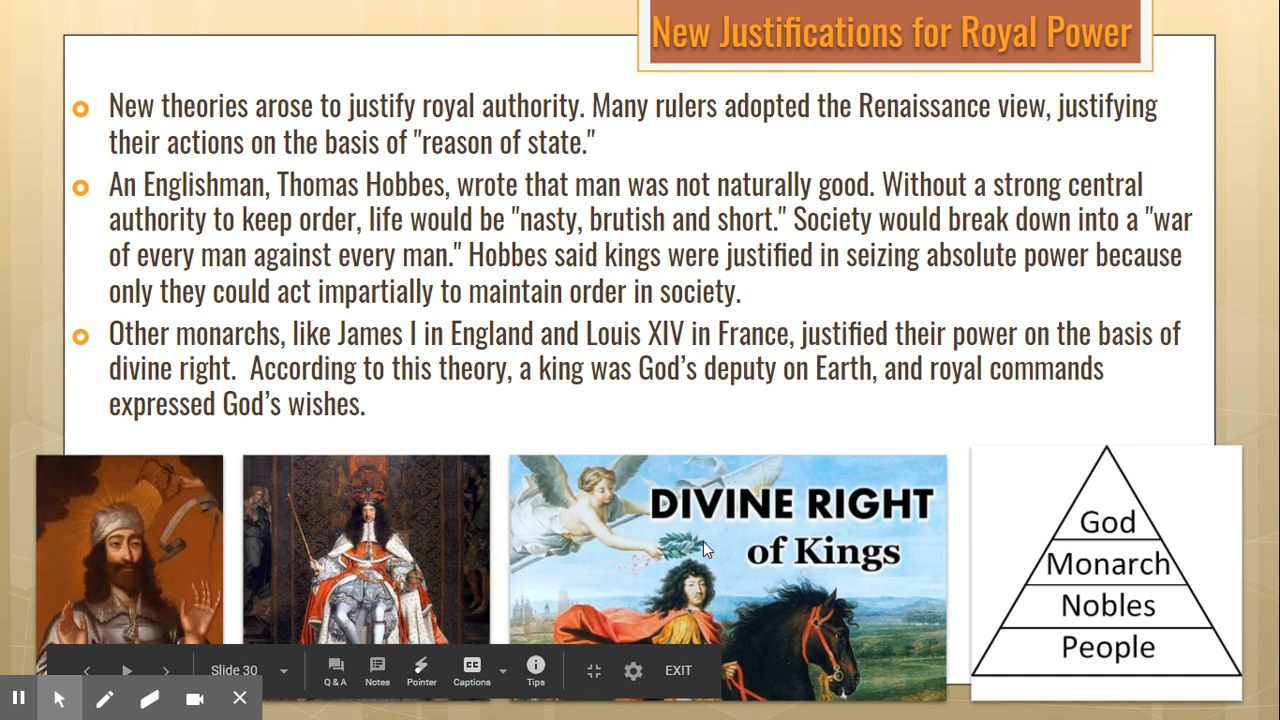 New Justifications for Royal Power
New theories arose to justify royal authority. Many rulers adopted the Renaissance view, justifying
their actions on the basis of "reason of state."
An Englishman, Thomas Hobbes, wrote that man was not naturally good. Without a strong central
authority to keep order, life would be "nasty, brutish and short." Society would break down into a "war
of every man against every man." Hobbes said kings were justified in seizing absolute power because
only they could act impartially to maintain order in society.
Other monarchs, like James I in England and Louis XIV in France, justified their power on the basis of
divine right.  According to this theory, a king was God’s deputy on Earth, and royal commands
expressed God’s wishes.
DIVINE RIGHT
of Kings
God
Monarch
Nobles
People
Slide 30
Q & A
Notes
Pointer
CC
Captions
Tips
EXIT